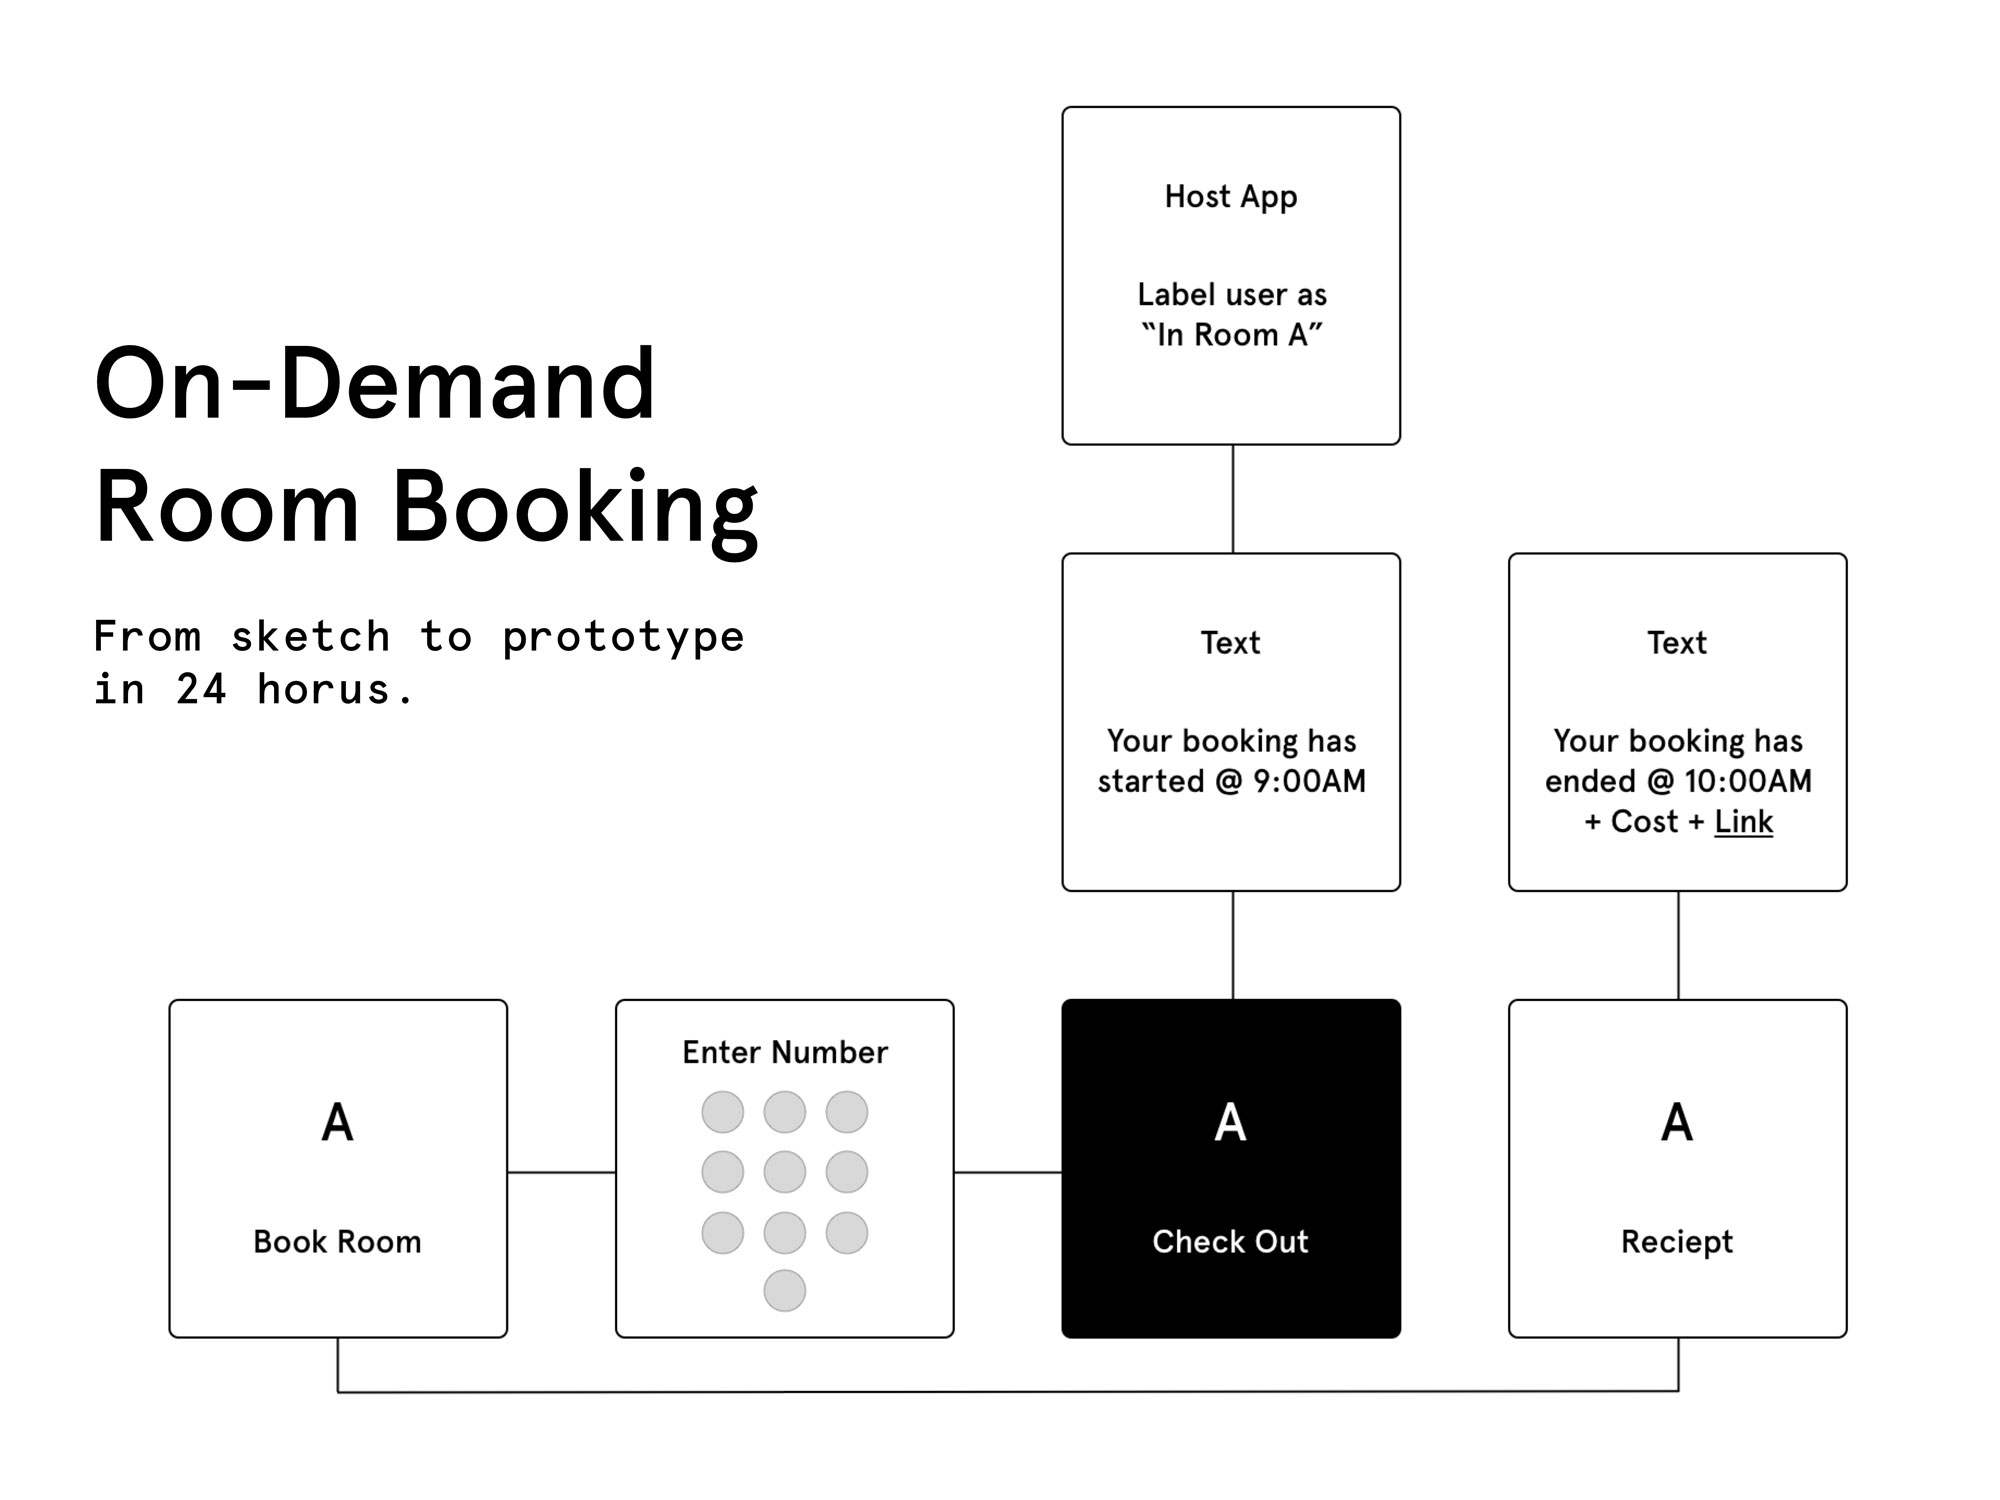 On-Demand
Room Booking
From sketch to prototype
in 24 horus.
Host App
Label user as
“In Room A”
Text
Your booking has
started @ 9:00AM
Text
Your booking has
ended @ 10:00AM
+ Cost + Link
A
Book Room
Enter Number
A
Check Out
A
Reciept